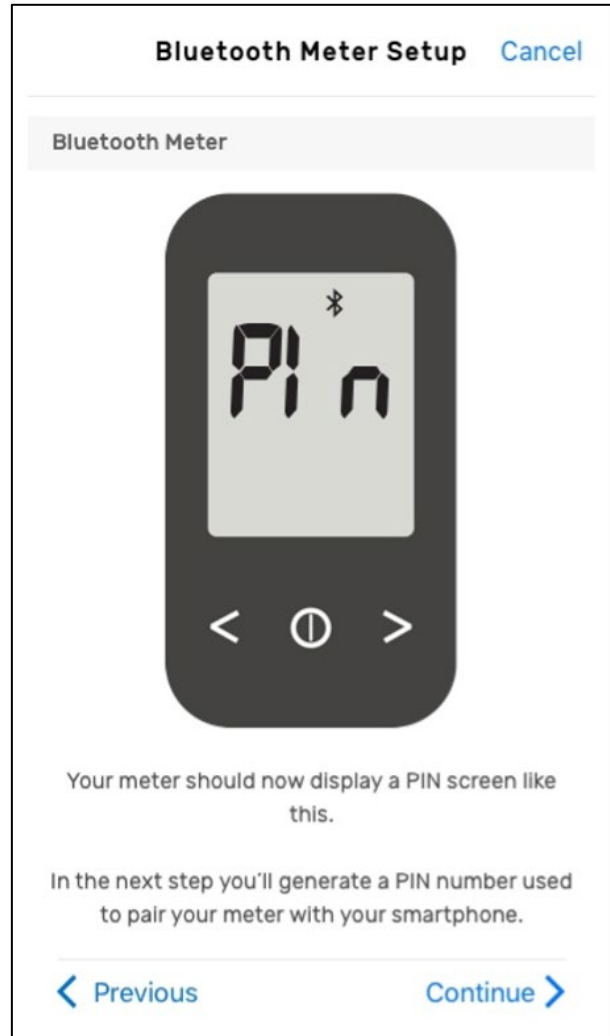 Bluetooth Meter Setup Cancel
Bluetooth Meter
PIn
Your meter should now display a PIN screen like
this.
In the next step you'll generate a PIN number used
to pair your meter with your smartphone.
Previous Continue